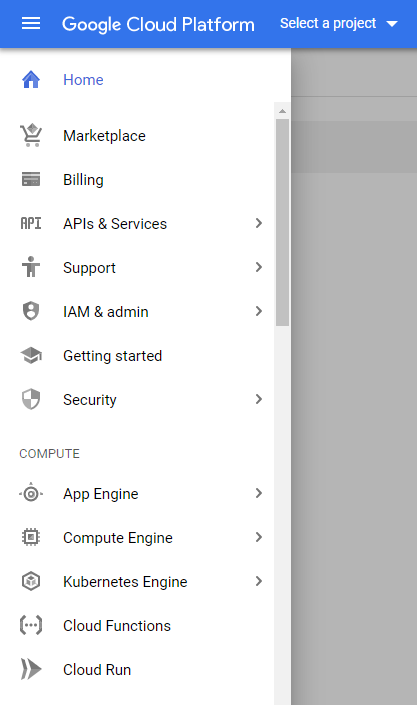 Google Cloud Platform Select a project
Home
Marketplace
Billing
API APIs & Services
Support
IAM & admin
Getting started
Security
COMPUTE
App Engine
Compute Engine
Kubernetes Engine
Cloud Functions
Cloud Run